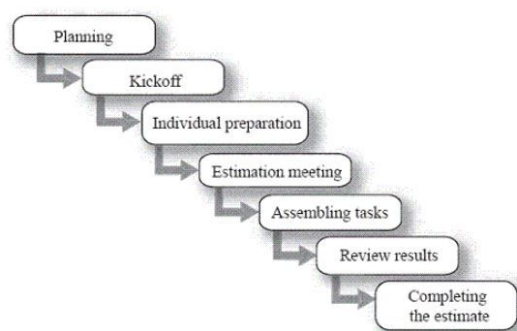 Planning
Kickoff
Individual preparation
Estimation meeting
Assembling tasks
Review results
Completing
the estimate